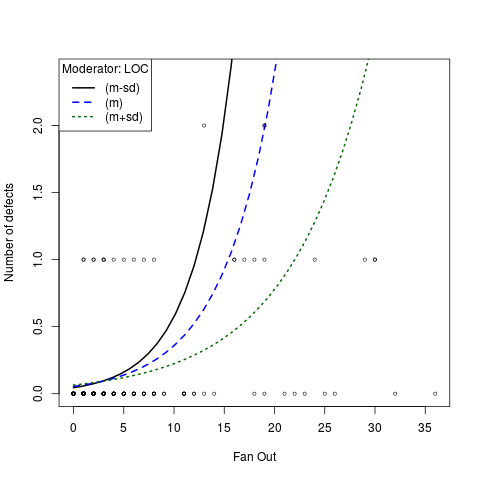 Moderator: LOC
(m-sd)
(m)
(m+sd)
Number of defects
2.0
1.5
1.0
0.5
0.0
0 5 10 15 20 25 30 35
Fan Out